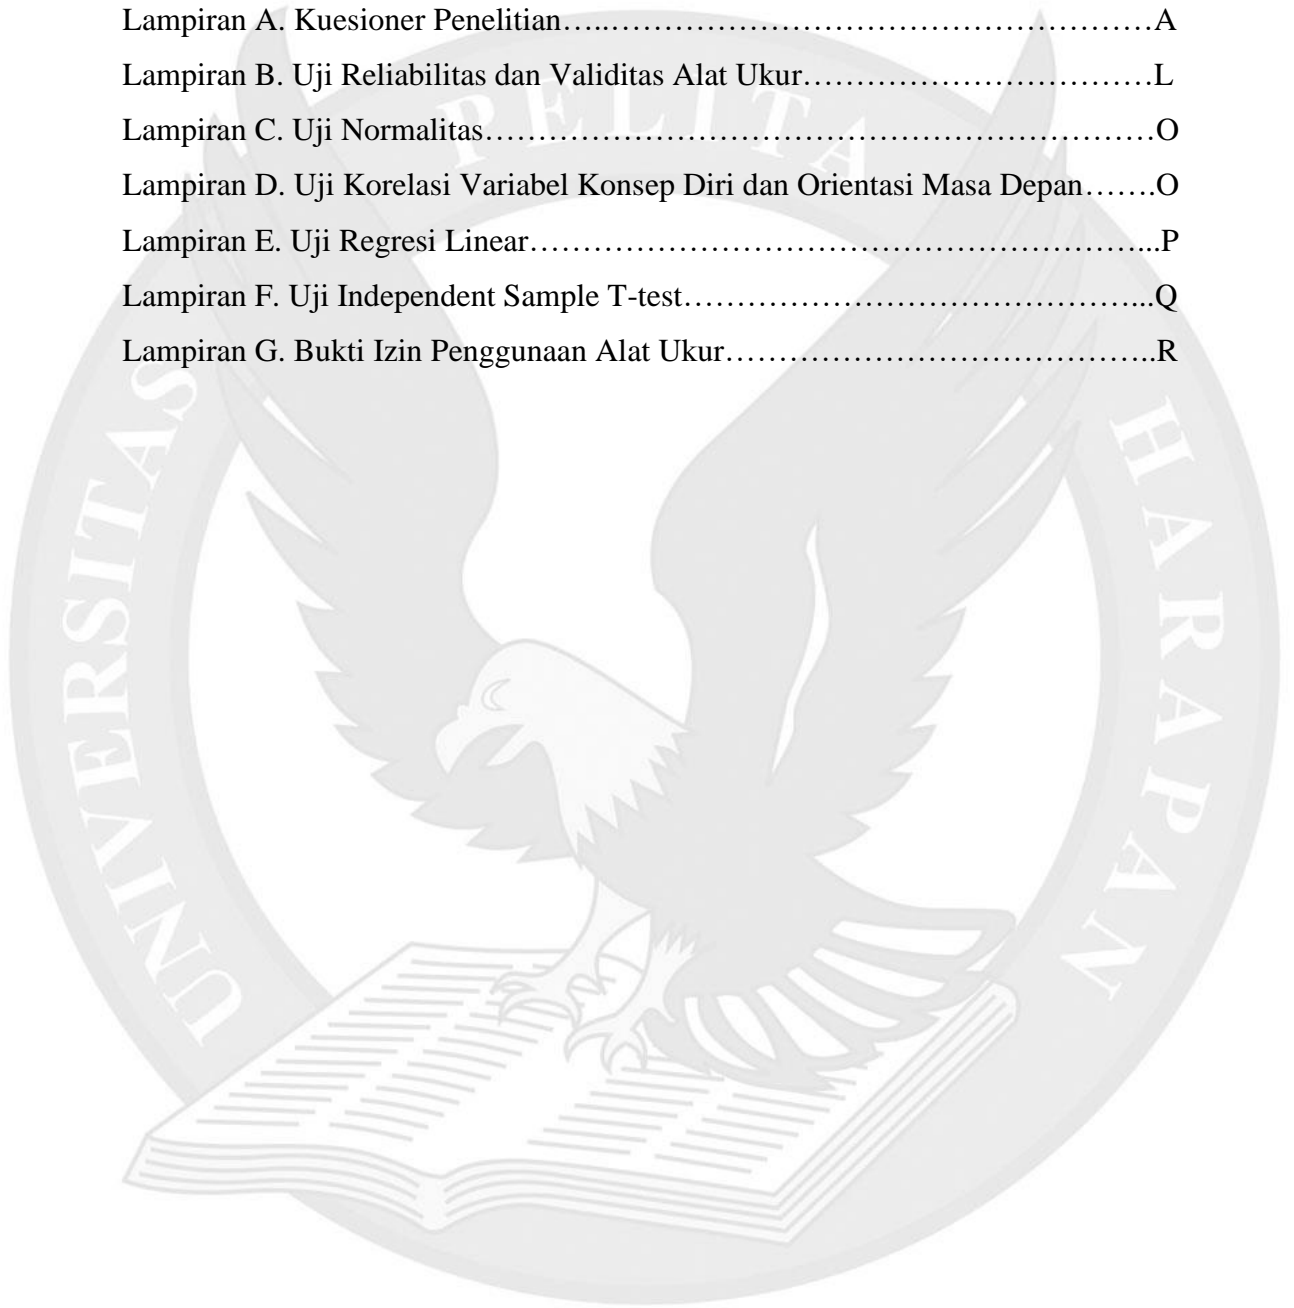 Lampiran A. Kuesioner Penelitian…..……………………………………………………A
Lampiran B. Uji Reliabilitas dan Validitas Alat Ukur…………………………………L
Lampiran C. Uji Normalitas…………………………………………………………………O
Lampiran D. Uji Korelasi Variabel Konsep Diri dan Orientasi Masa Depan…….O
Lampiran E. Uji Regresi Linear……………………………………………………………...P
Lampiran F. Uji Independent Sample T-test……………………………………………...Q
Lampiran G. Bukti Izin Penggunaan Alat Ukur………………………………………..R
UNIVERSITAS PELITA HARAPAN